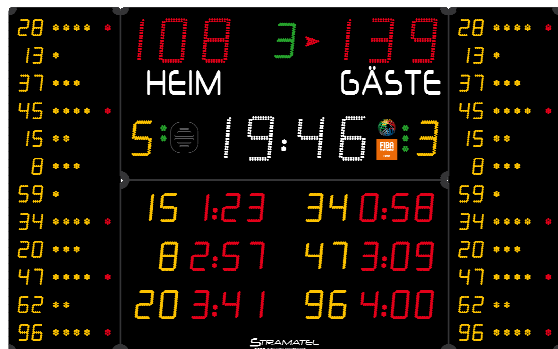 28 **** *
13 *
37 ***
45 **** *
15 **
8 ***
59 *
34 **** *
20 ***
47 **** *
62 **
96 **** *
108 3 139
HEIM GÄSTE
5 19:46 FIBA 3
15 1:23 34 0:58
8 2:57 47 3:09
20 3:41 96 4:00
STRAMATEL
28 **** *
13 *
37 ***
45 **** *
15 **
8 ***
59 *
34 **** *
20 ***
47 **** *
62 **
96 **** *